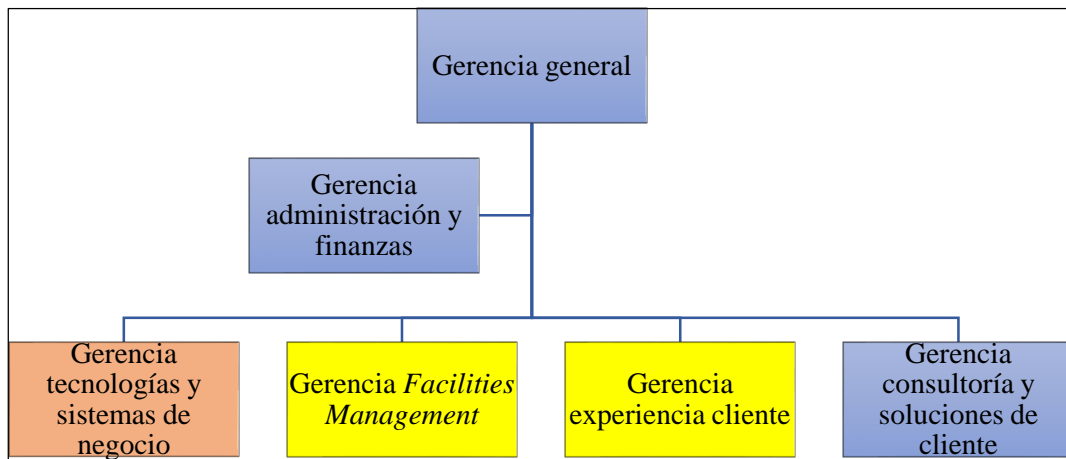 Gerencia general
Gerencia
administración y
finanzas
Gerencia
tecnologías y
sistemas de
negocio
Gerencia Facilities
Management
Gerencia
experiencia cliente
Gerencia
consultoría y
soluciones de
cliente